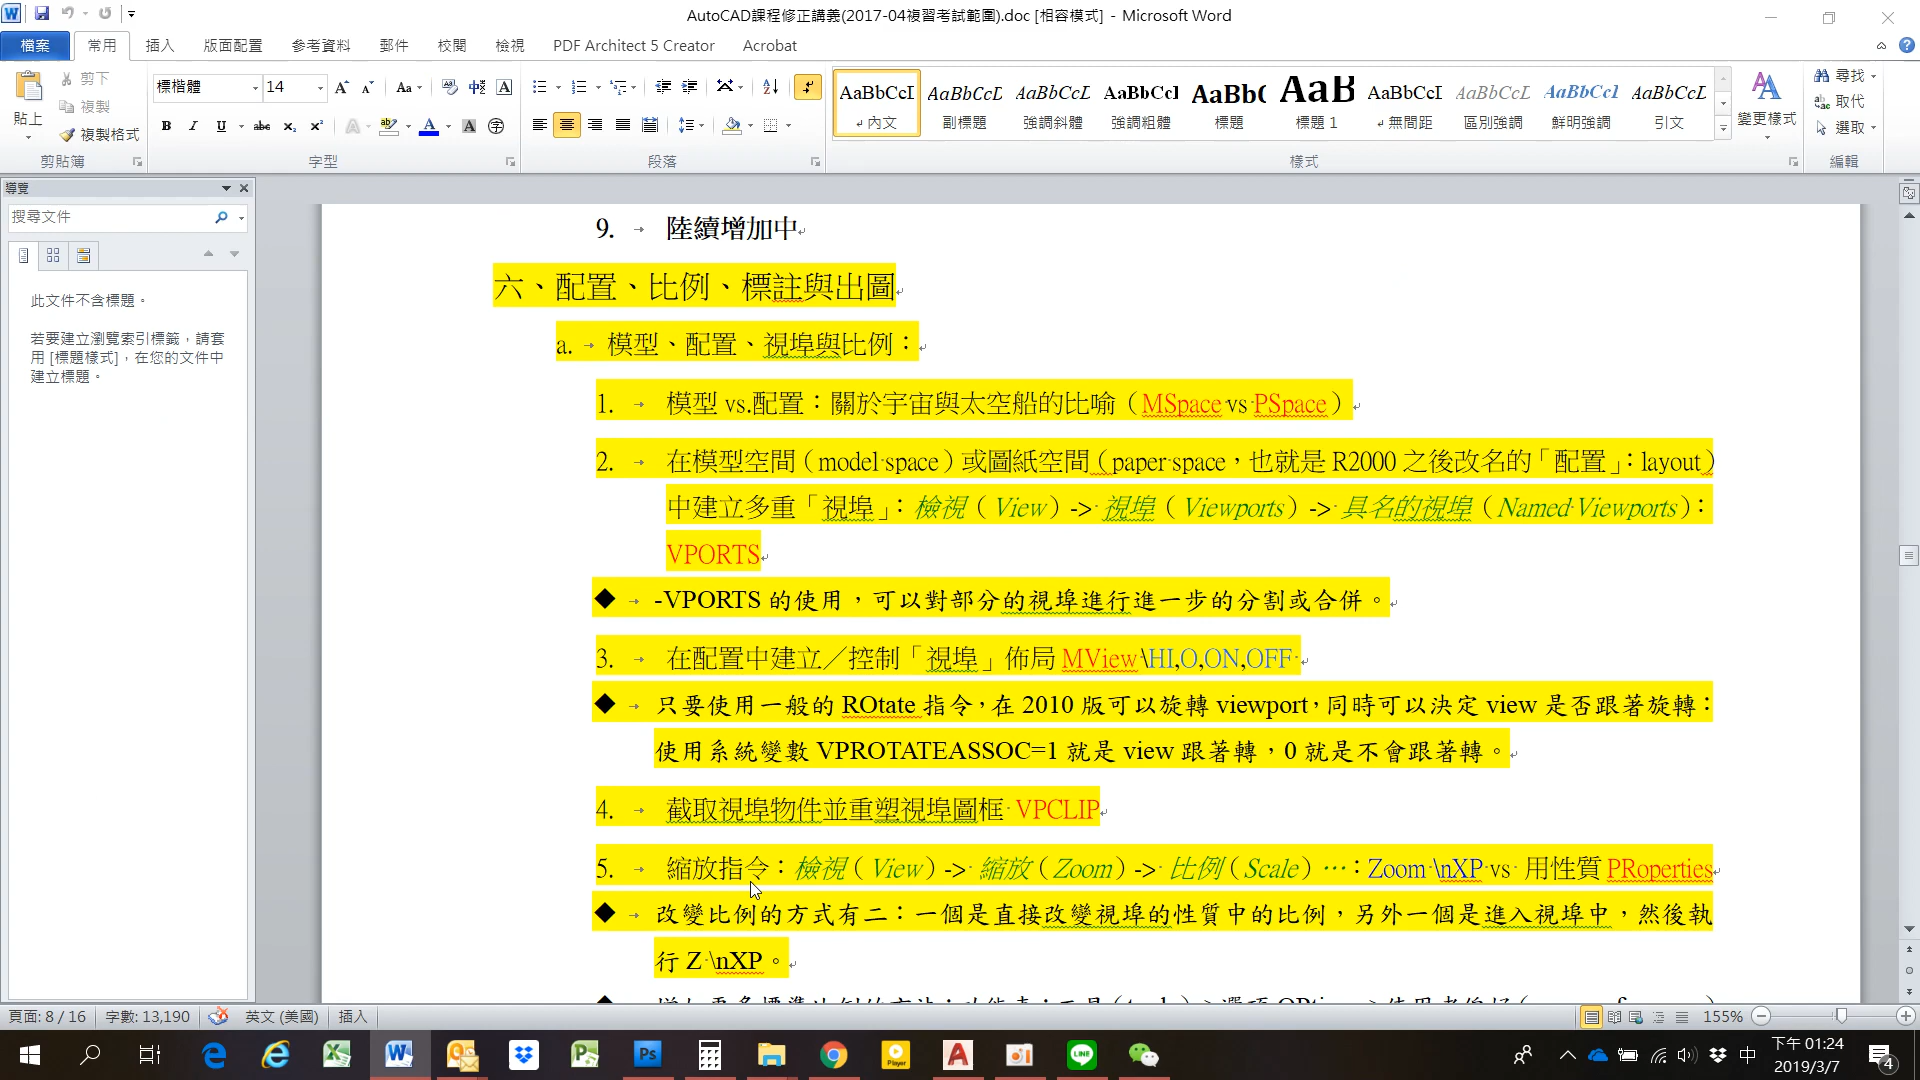 AutoCAD課程修正講義(2017-04複習考試範圍).doc [相容模式] - Microsoft Word
檔案 常用 插入 版面配置 參考資料 郵件 校閱 檢視 PDF Architect 5 Creator Acrobat
貼上 剪下 複製 複製格式
標楷體 14
AaBbCcI AaBbCcD AaBbCcD AaBbCcI AaBbC AaB AaBbCcI AaBbCcD AaBbCcI AaBbCcD
內文 副標題 強調斜體 強調粗體 標題 標題 1 無間距 區別強調 鮮明強調 引文
變更樣式 尋找 取代 選取
剪貼簿 字型 段落 樣式 編輯
導覽
搜尋文件
此文件不含標題。
若要建立瀏覽索引標籤，請套
用 [標題樣式]，在您的文件中
建立標題。
9. 陸續增加中
六、配置、比例、標註與出圖
a. 模型、配置、視埠與比例：
1. 模型 vs.配置：關於宇宙與太空船的比喻（MSpace vs PSpace）
2. 在模型空間（model space）或圖紙空間（paper space，也就是 R2000 之後改名的「配置」：layout）
中建立多重「視埠」：檢視（View）-> 視埠（Viewports）-> 具名的視埠（Named Viewports）：
VPORTS
◆ -VPORTS 的使用，可以對部分的視埠進行進一步的分割或合併。
3. 在配置中建立／控制「視埠」佈局 MView \HI,O,ON,OFF
◆ 只要使用一般的 ROtate 指令，在 2010 版可以旋轉 viewport，同時可以決定 view 是否跟著旋轉：
使用系統變數 VPROTATEASSOC=1 就是 view 跟著轉，0 就是不會跟著轉。
4. 截取視埠物件並重塑視埠圖框 VPCLIP
5. 縮放指令：檢視（View）-> 縮放（Zoom）-> 比例（Scale）…：Zoom \nXP vs 用性質 PRoperties
◆ 改變比例的方式有二：一個是直接改變視埠的性質中的比例，另外一個是進入視埠中，然後執
行 Z \nXP。
頁面: 8 / 16 字數: 13,190 英文 (美國) 插入 155%
中 下午 01:24
2019/3/7 4